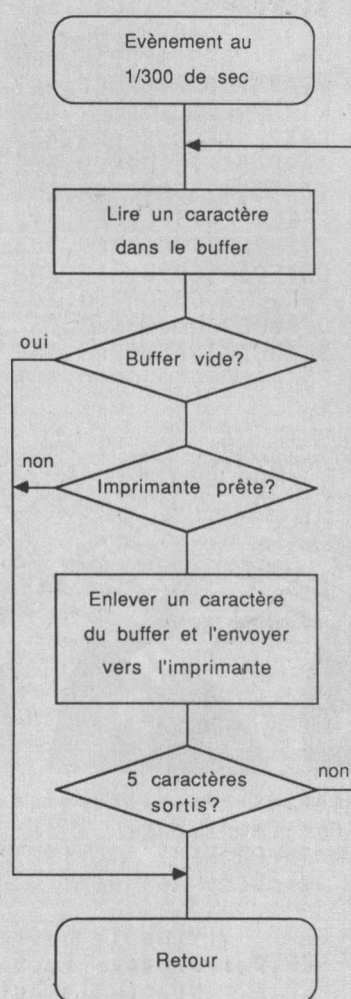 Evènement au
1/300 de sec
Lire un caractère
dans le buffer
oui
Buffer vide?
non
Imprimante prête?
Enlever un caractère
du buffer et l'envoyer
vers l'imprimante
5 caractères
sortis?
non
Retour